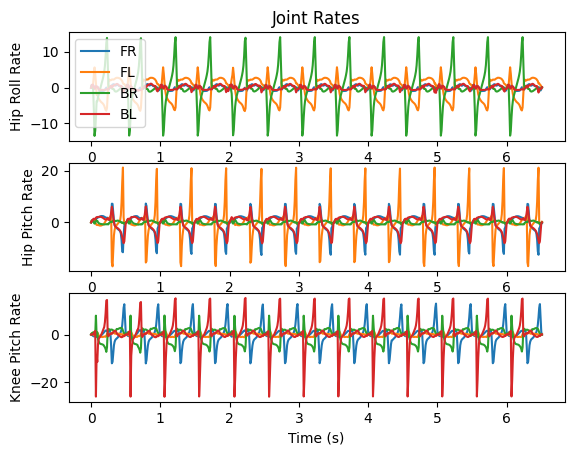 Joint Rates
Hip Roll Rate
10
0
−10
FR
FL
BR
BL
0 1 2 3 4 5 6
Hip Pitch Rate
20
0
0 1 2 3 4 5 6
Knee Pitch Rate
0
−20
0 1 2 3 4 5 6
Time (s)